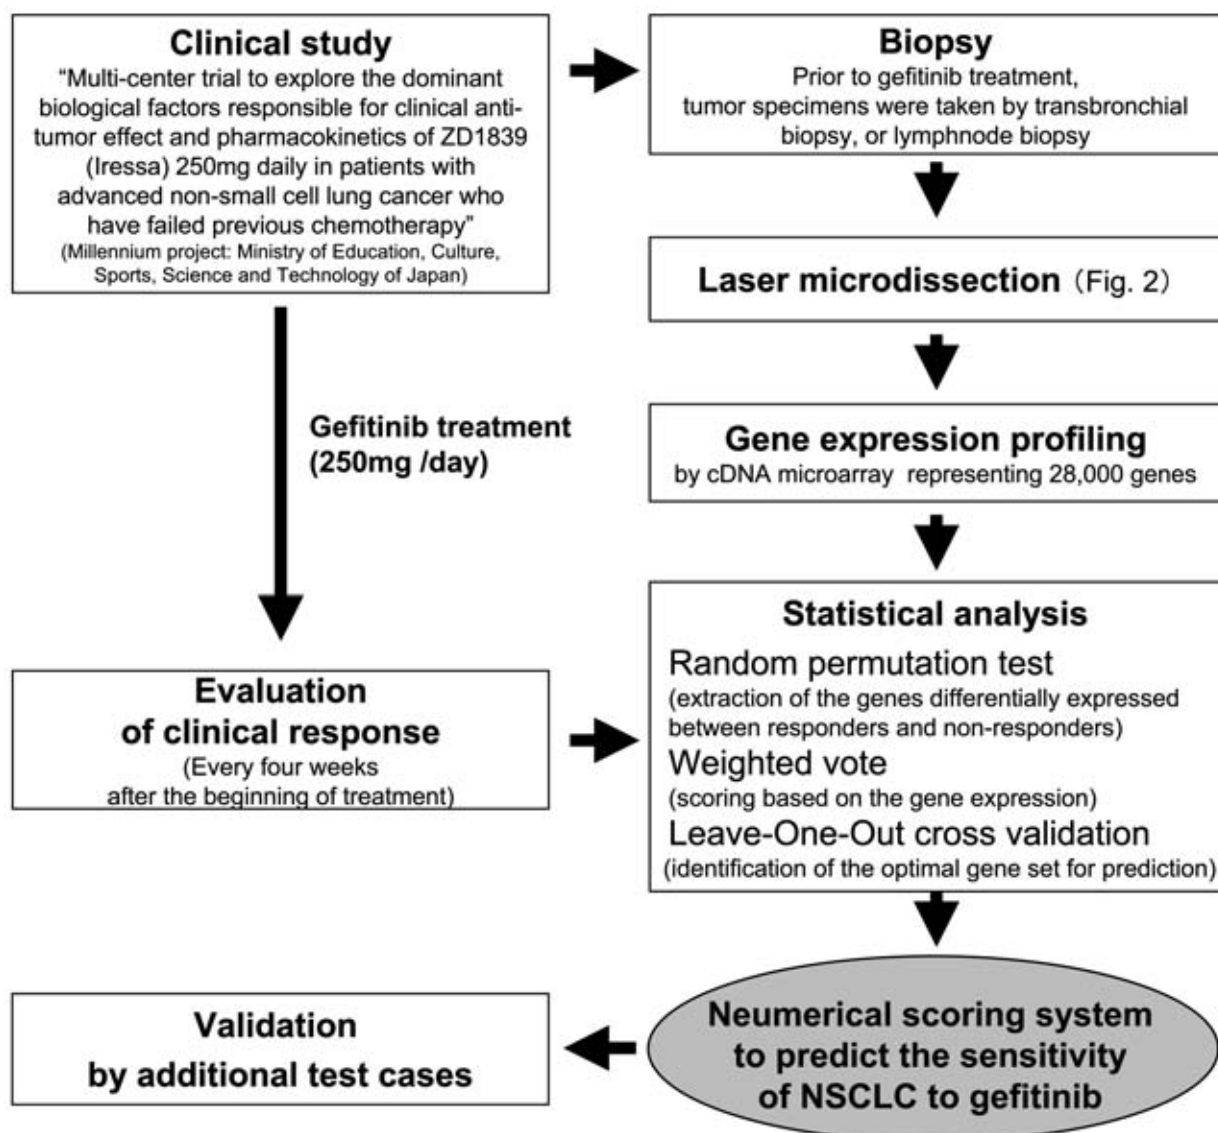 Clinical study
“Multi-center trial to explore the dominant
biological factors responsible for clinical anti-
tumor effect and pharmacokinetics of ZD1839
(Iressa) 250mg daily in patients with
advanced non-small cell lung cancer who
have failed previous chemotherapy”
(Millennium project: Ministry of Education, Culture,
Sports, Science and Technology of Japan)
Biopsy
Prior to gefitinib treatment,
tumor specimens were taken by transbronchial
biopsy, or lymphnode biopsy
Laser microdissection (Fig. 2)
Gene expression profiling
by cDNA microarray representing 28,000 genes
Gefitinib treatment
(250mg /day)
Evaluation
of clinical response
(Every four weeks
after the beginning of treatment)
Statistical analysis
Random permutation test
(extraction of the genes differentially expressed
between responders and non-responders)
Weighted vote
(scoring based on the gene expression)
Leave-One-Out cross validation
(identification of the optimal gene set for prediction)
Neumerical scoring system
to predict the sensitivity
of NSCLC to gefitinib
Validation
by additional test cases